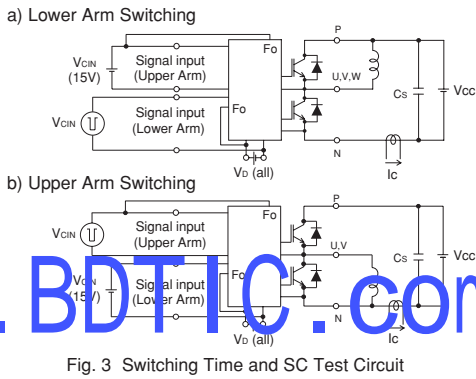 a) Lower Arm Switching
P
Fo
VCIN
(15V)
Signal input
(Upper Arm)
U,V,W
CS
Vcc
VCIN
Signal input
(Lower Arm)
Fo
N
VD (all)
Ic
b) Upper Arm Switching
P
Fo
VCIN
Signal input
(Upper Arm)
U,V
CS
Vcc
VCIN
(15V)
Signal input
(Lower Arm)
Fo
N
VD (all)
Ic
. BDTIC . com
Fig. 3 Switching Time and SC Test Circuit